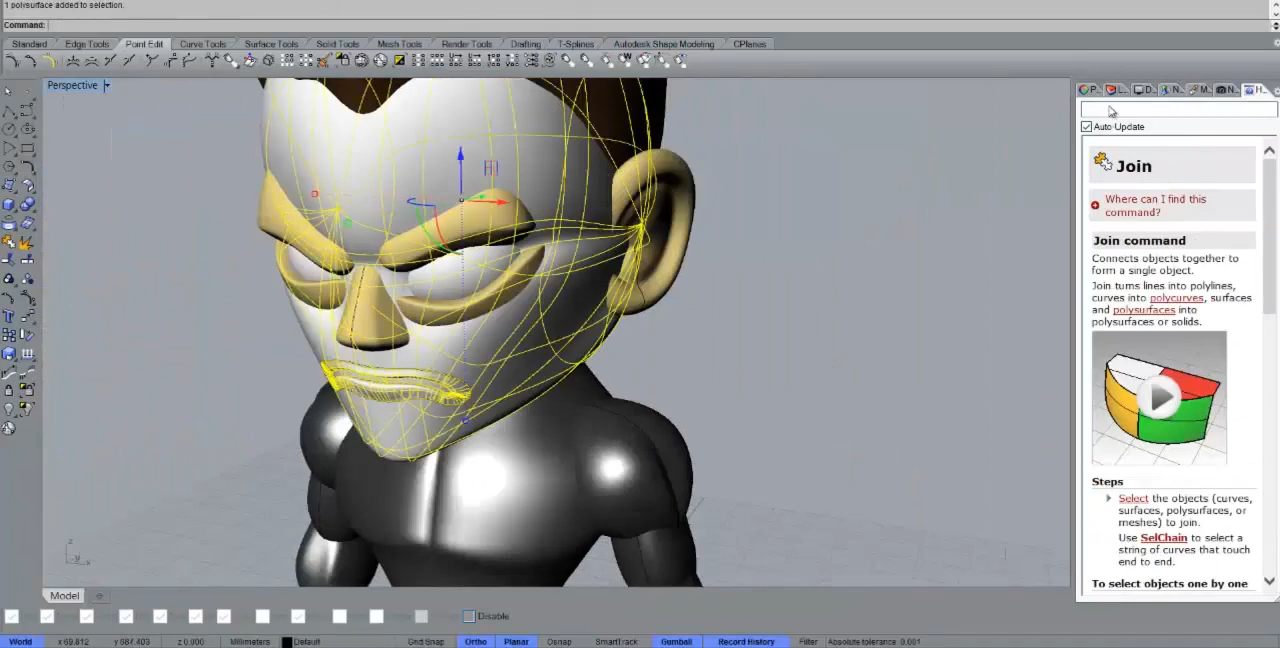 1 polysurface added to selection.
Command:
Standard Edge Tools Point Edit Curve Tools Surface Tools Solid Tools Mesh Tools Render Tools Drafting T-Splines Autodesk Shape Modeling CPlanes
Perspective
P... L... D... N... M... N... H...
Auto-Update
Join
Where can I find this
command?
Join command
Connects objects together to
form a single object.
Join turns lines into polylines,
curves into polycurves, surfaces
and polysurfaces into
polysurfaces or solids.
Steps
Select the objects (curves,
surfaces, polysurfaces, or
meshes) to join.
Use SelChain to select a
string of curves that touch
end to end.
To select objects one by one
z
x
Model
Disable
World x 69.812 y 687.403 z 0.000 Millimeters Default Grid Snap Ortho Planar Osnap SmartTrack Gumball Record History Filter Absolute tolerance: 0.001